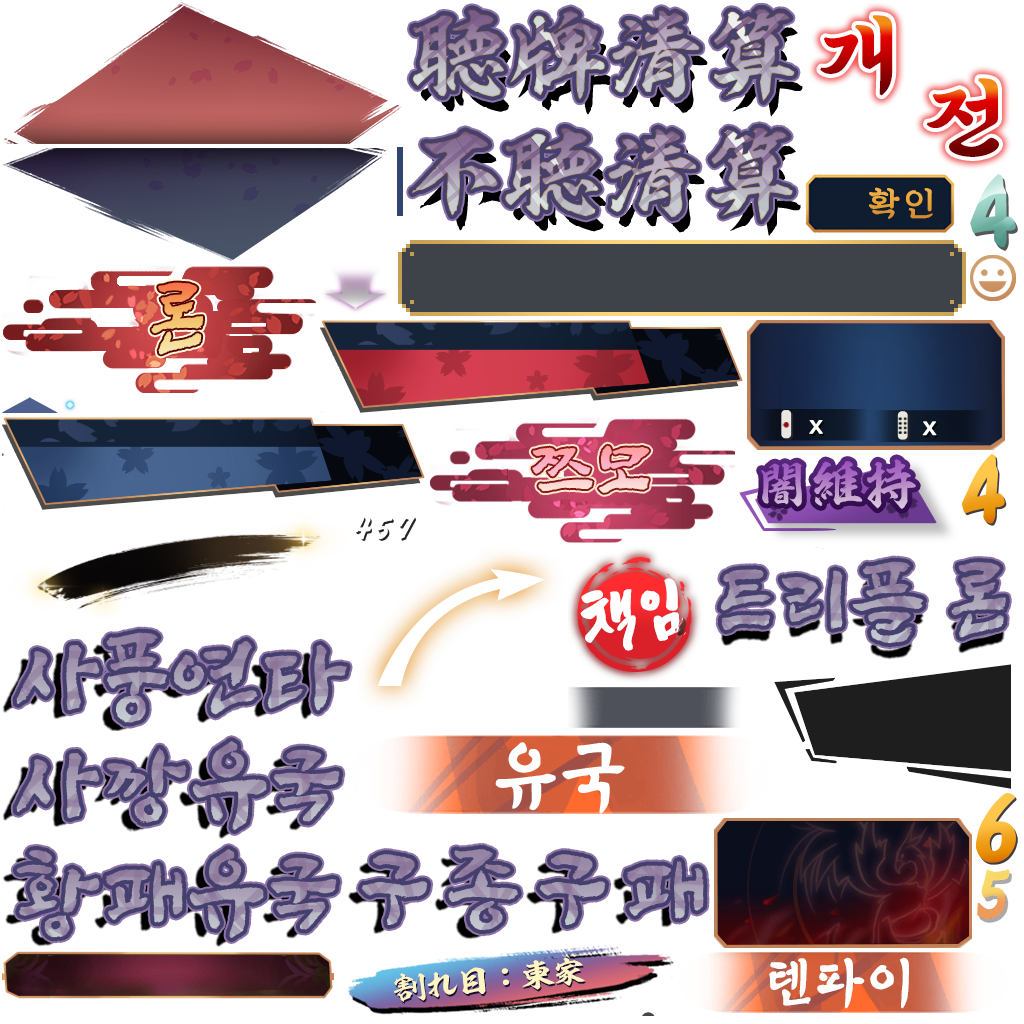 聽牌清算
개
전
不聽清算
확인
4
론
X X
쯔모
闇維持
4
457
책임
트리플 론
사풍연타
유국
사깡유국
6
황패유국
구종구패
5
割れ目：東家
텐파이